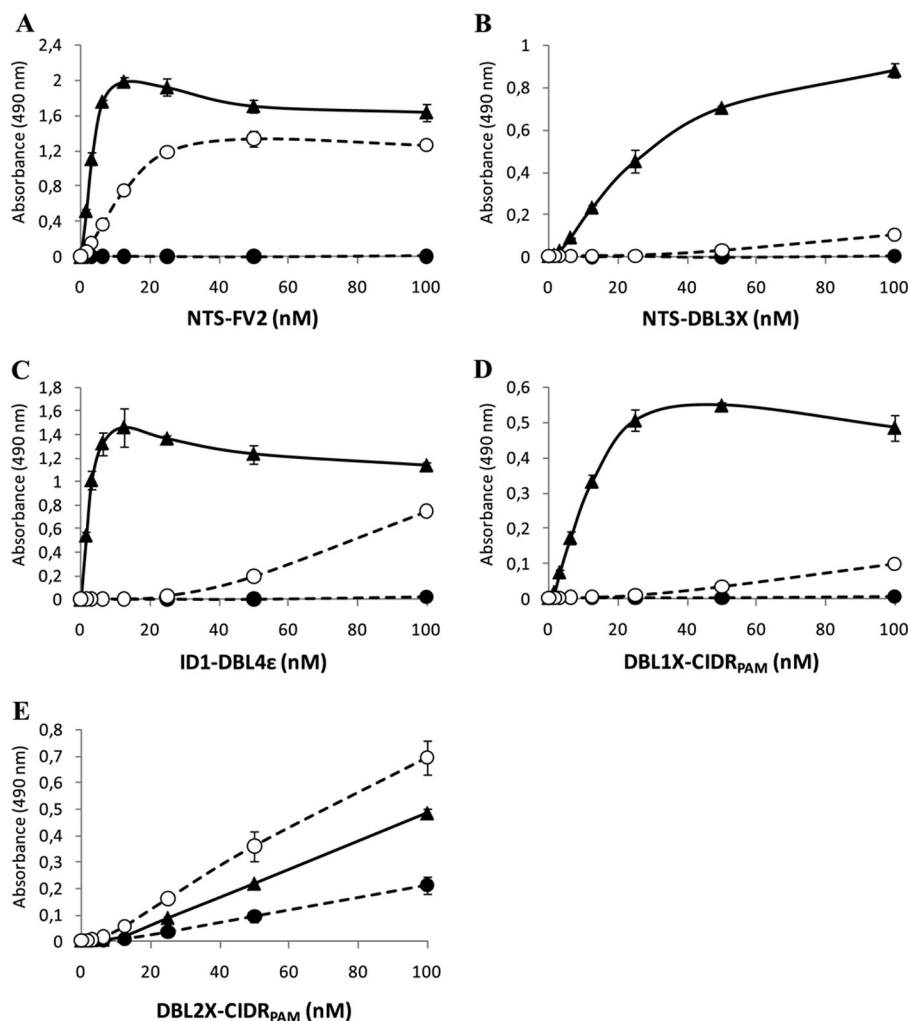 A
Absorbance (490 nm)
2,4
2
1,6
1,2
0,8
0,4
0
0 20 40 60 80 100
NTS-FV2 (nM)
B
Absorbance (490 nm)
1
0,8
0,6
0,4
0,2
0
0 20 40 60 80 100
NTS-DBL3X (nM)
C
Absorbance (490 nm)
1,8
1,6
1,4
1,2
1
0,8
0,6
0,4
0,2
0
0 20 40 60 80 100
ID1-DBL4ε (nM)
D
Absorbance (490 nm)
0,6
0,5
0,4
0,3
0,2
0,1
0
0 20 40 60 80 100
DBL1X-CIDRPAM (nM)
E
Absorbance (490 nm)
0,8
0,7
0,6
0,5
0,4
0,3
0,2
0,1
0
0 20 40 60 80 100
DBL2X-CIDRPAM (nM)